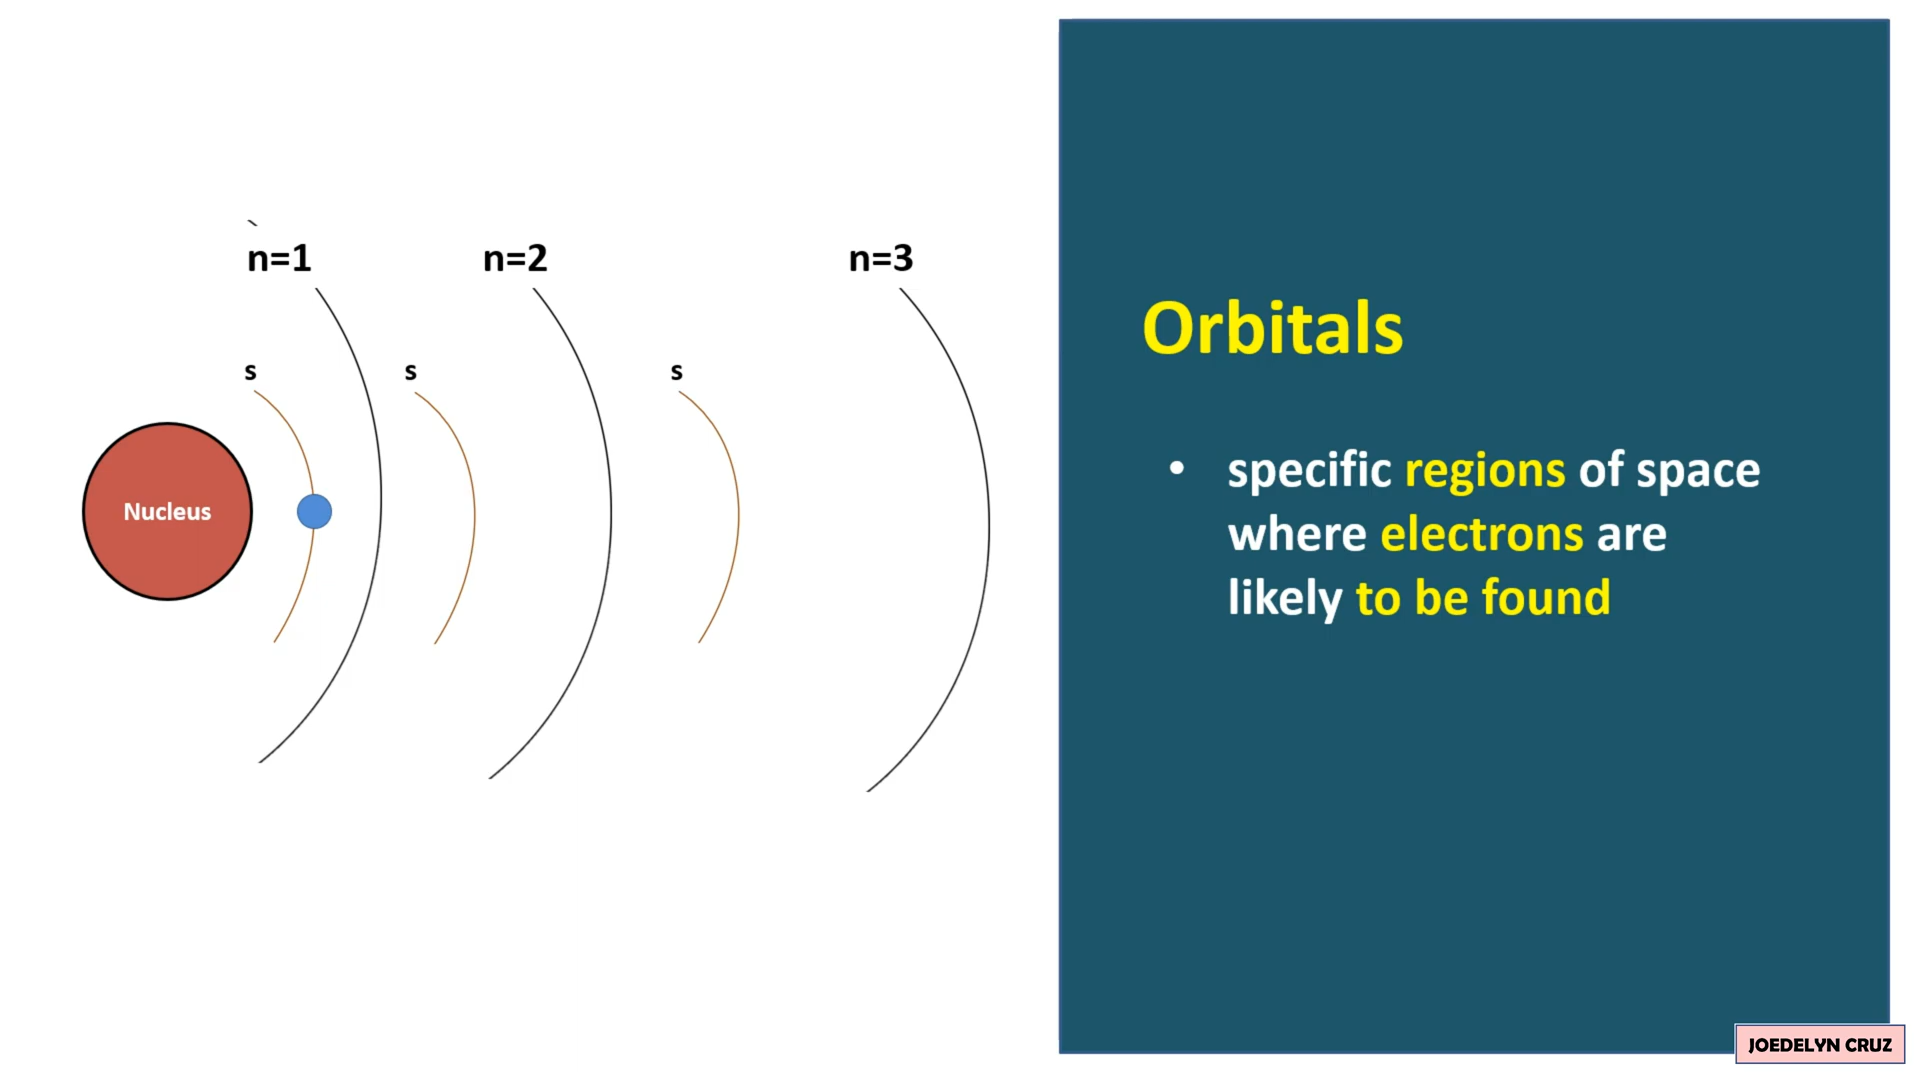 n=1
n=2
n=3
s
s
s
Nucleus
Orbitals
• specific regions of space
where electrons are
likely to be found
JOEDELYN CRUZ